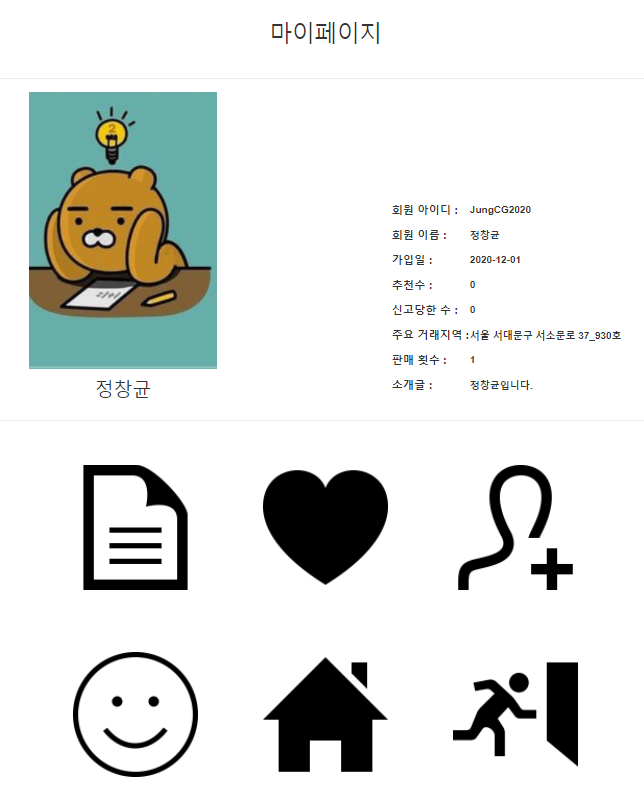 마이페이지
2
정창균
회원 아이디 : JungCG2020
회원 이름 : 정창균
가입일 : 2020-12-01
추천수 : 0
신고당한 수 : 0
주요 거래지역 :서울 서대문구 서소문로 37_930호
판매 횟수 : 1
소개글 : 정창균입니다.